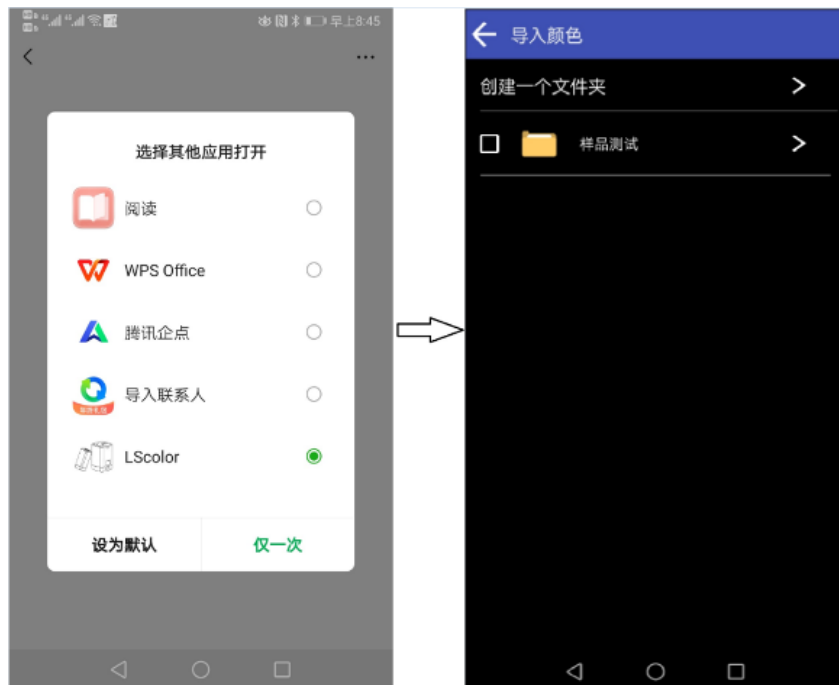 早上8:45
选择其他应用打开
阅读
WPS Office
腾讯企点
导入联系人
LScolor
设为默认
仅一次
导入颜色
创建一个文件夹
样品测试